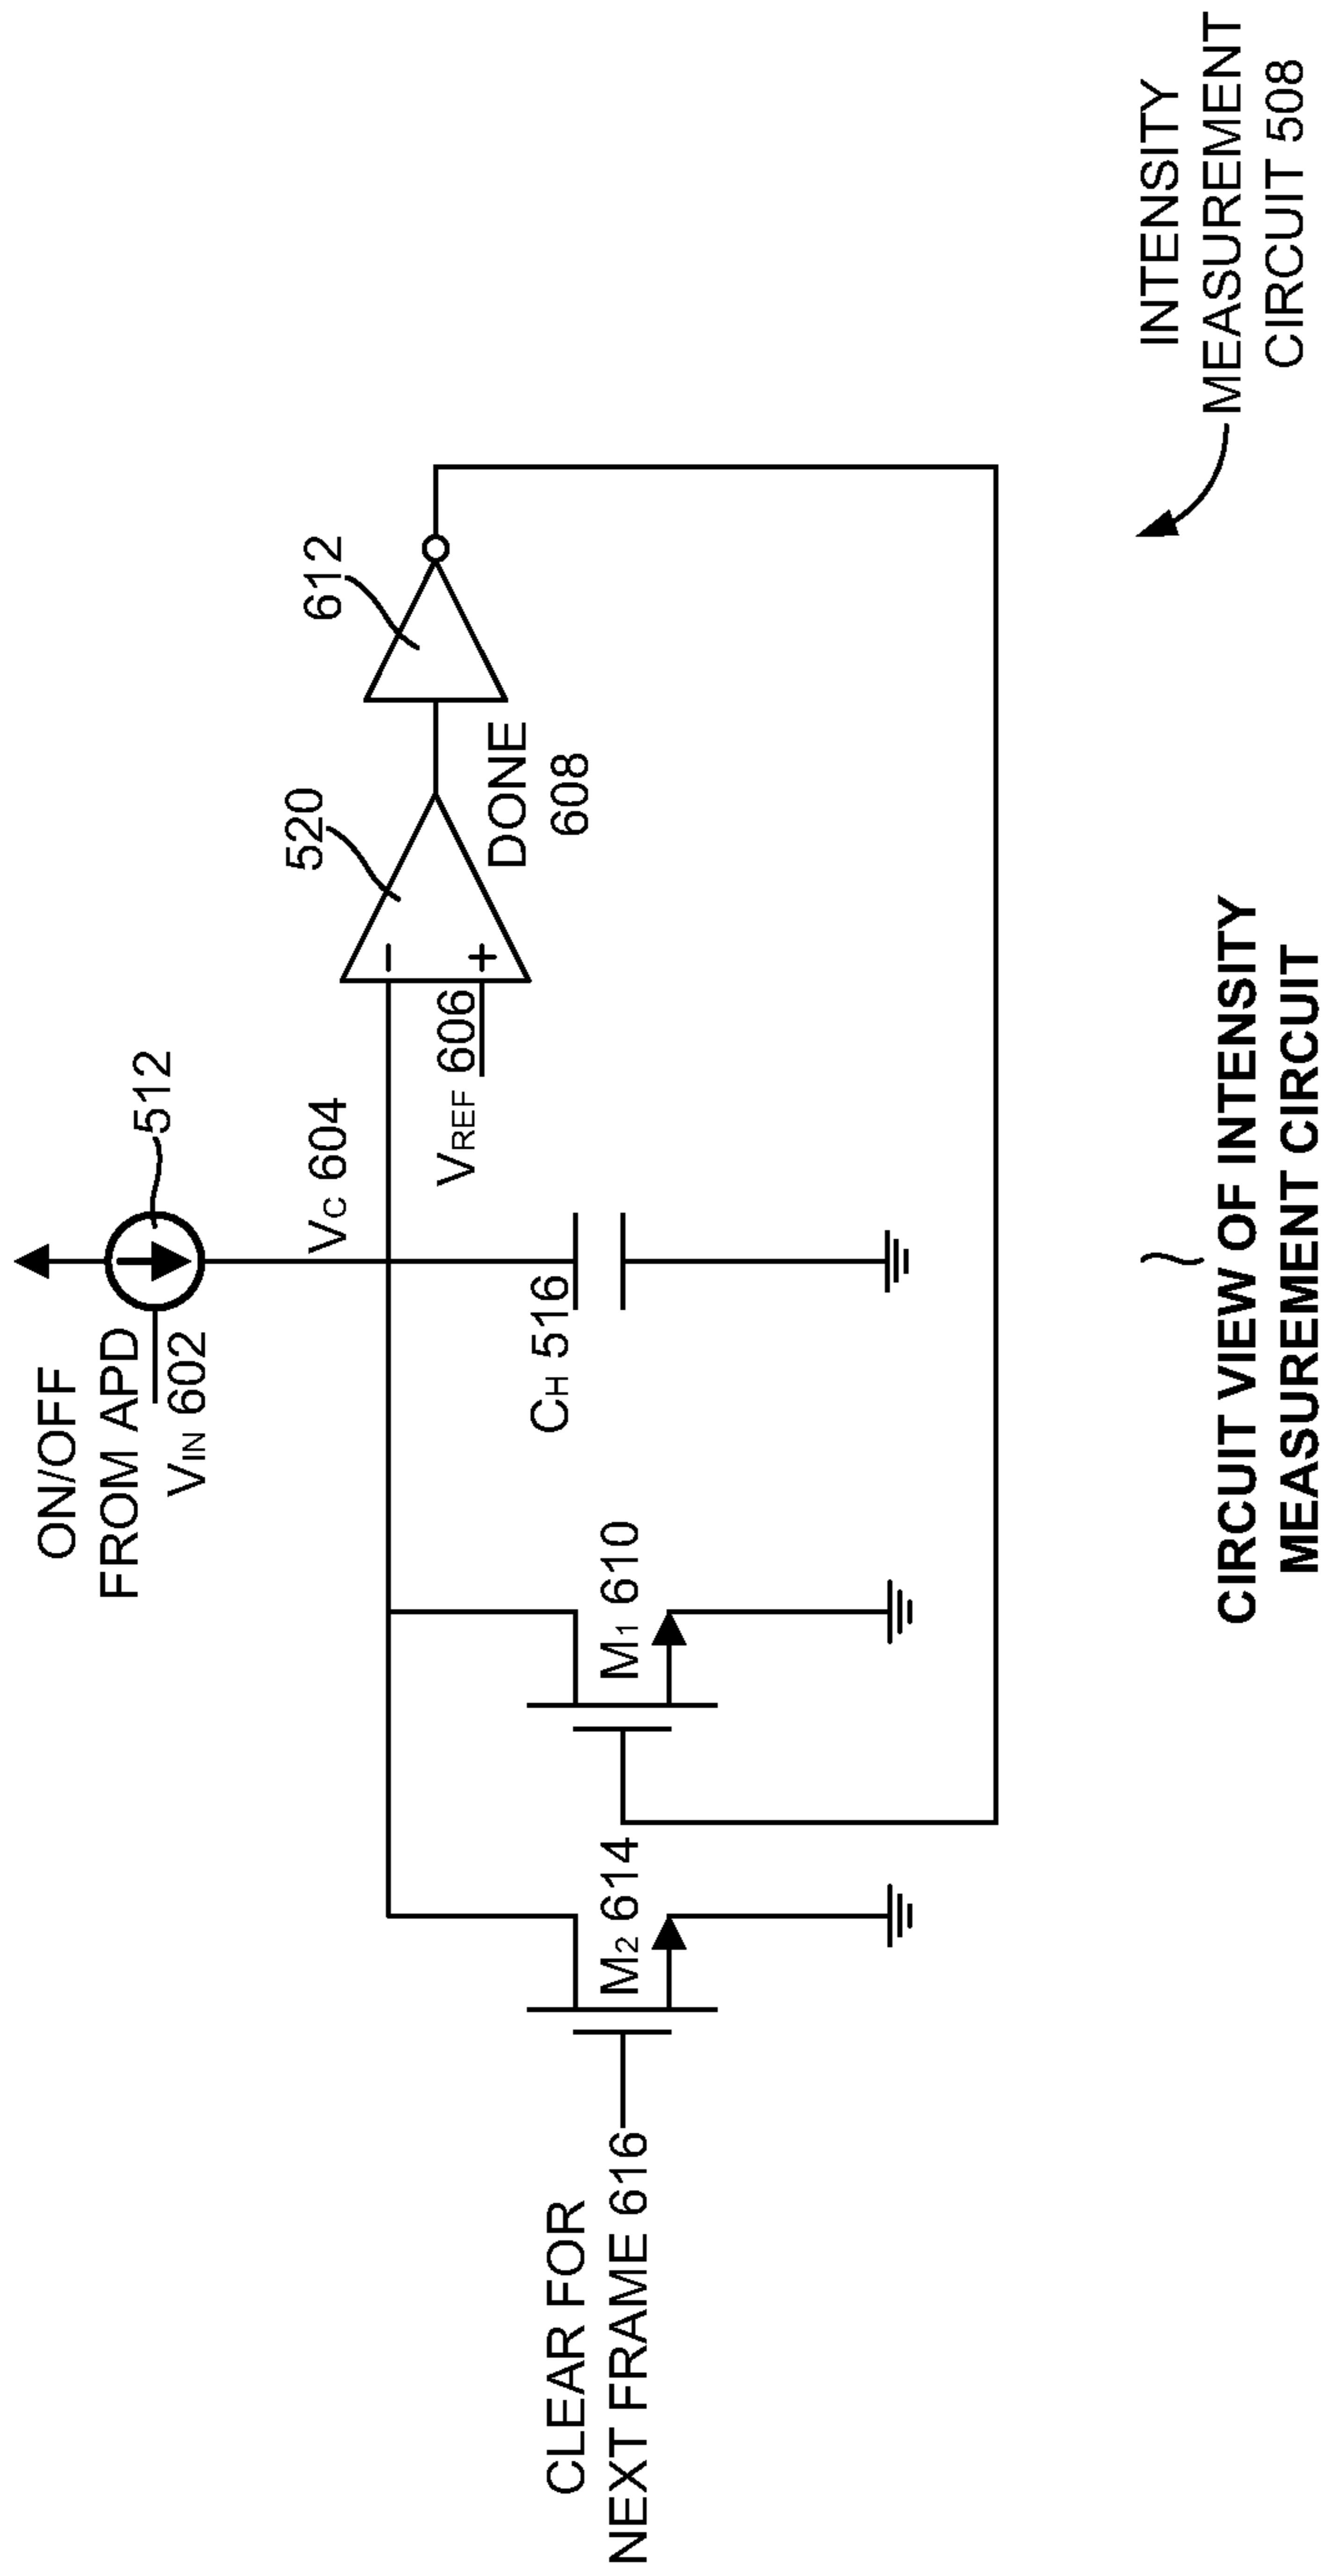 ON/OFF
FROM APD
VIN 602
512
VC 604
VREF 606
520
612
DONE
608
CH 516
M1 610
M2 614
CLEAR FOR
NEXT FRAME 616
INTENSITY
MEASUREMENT
CIRCUIT 508
CIRCUIT VIEW OF INTENSITY
MEASUREMENT CIRCUIT